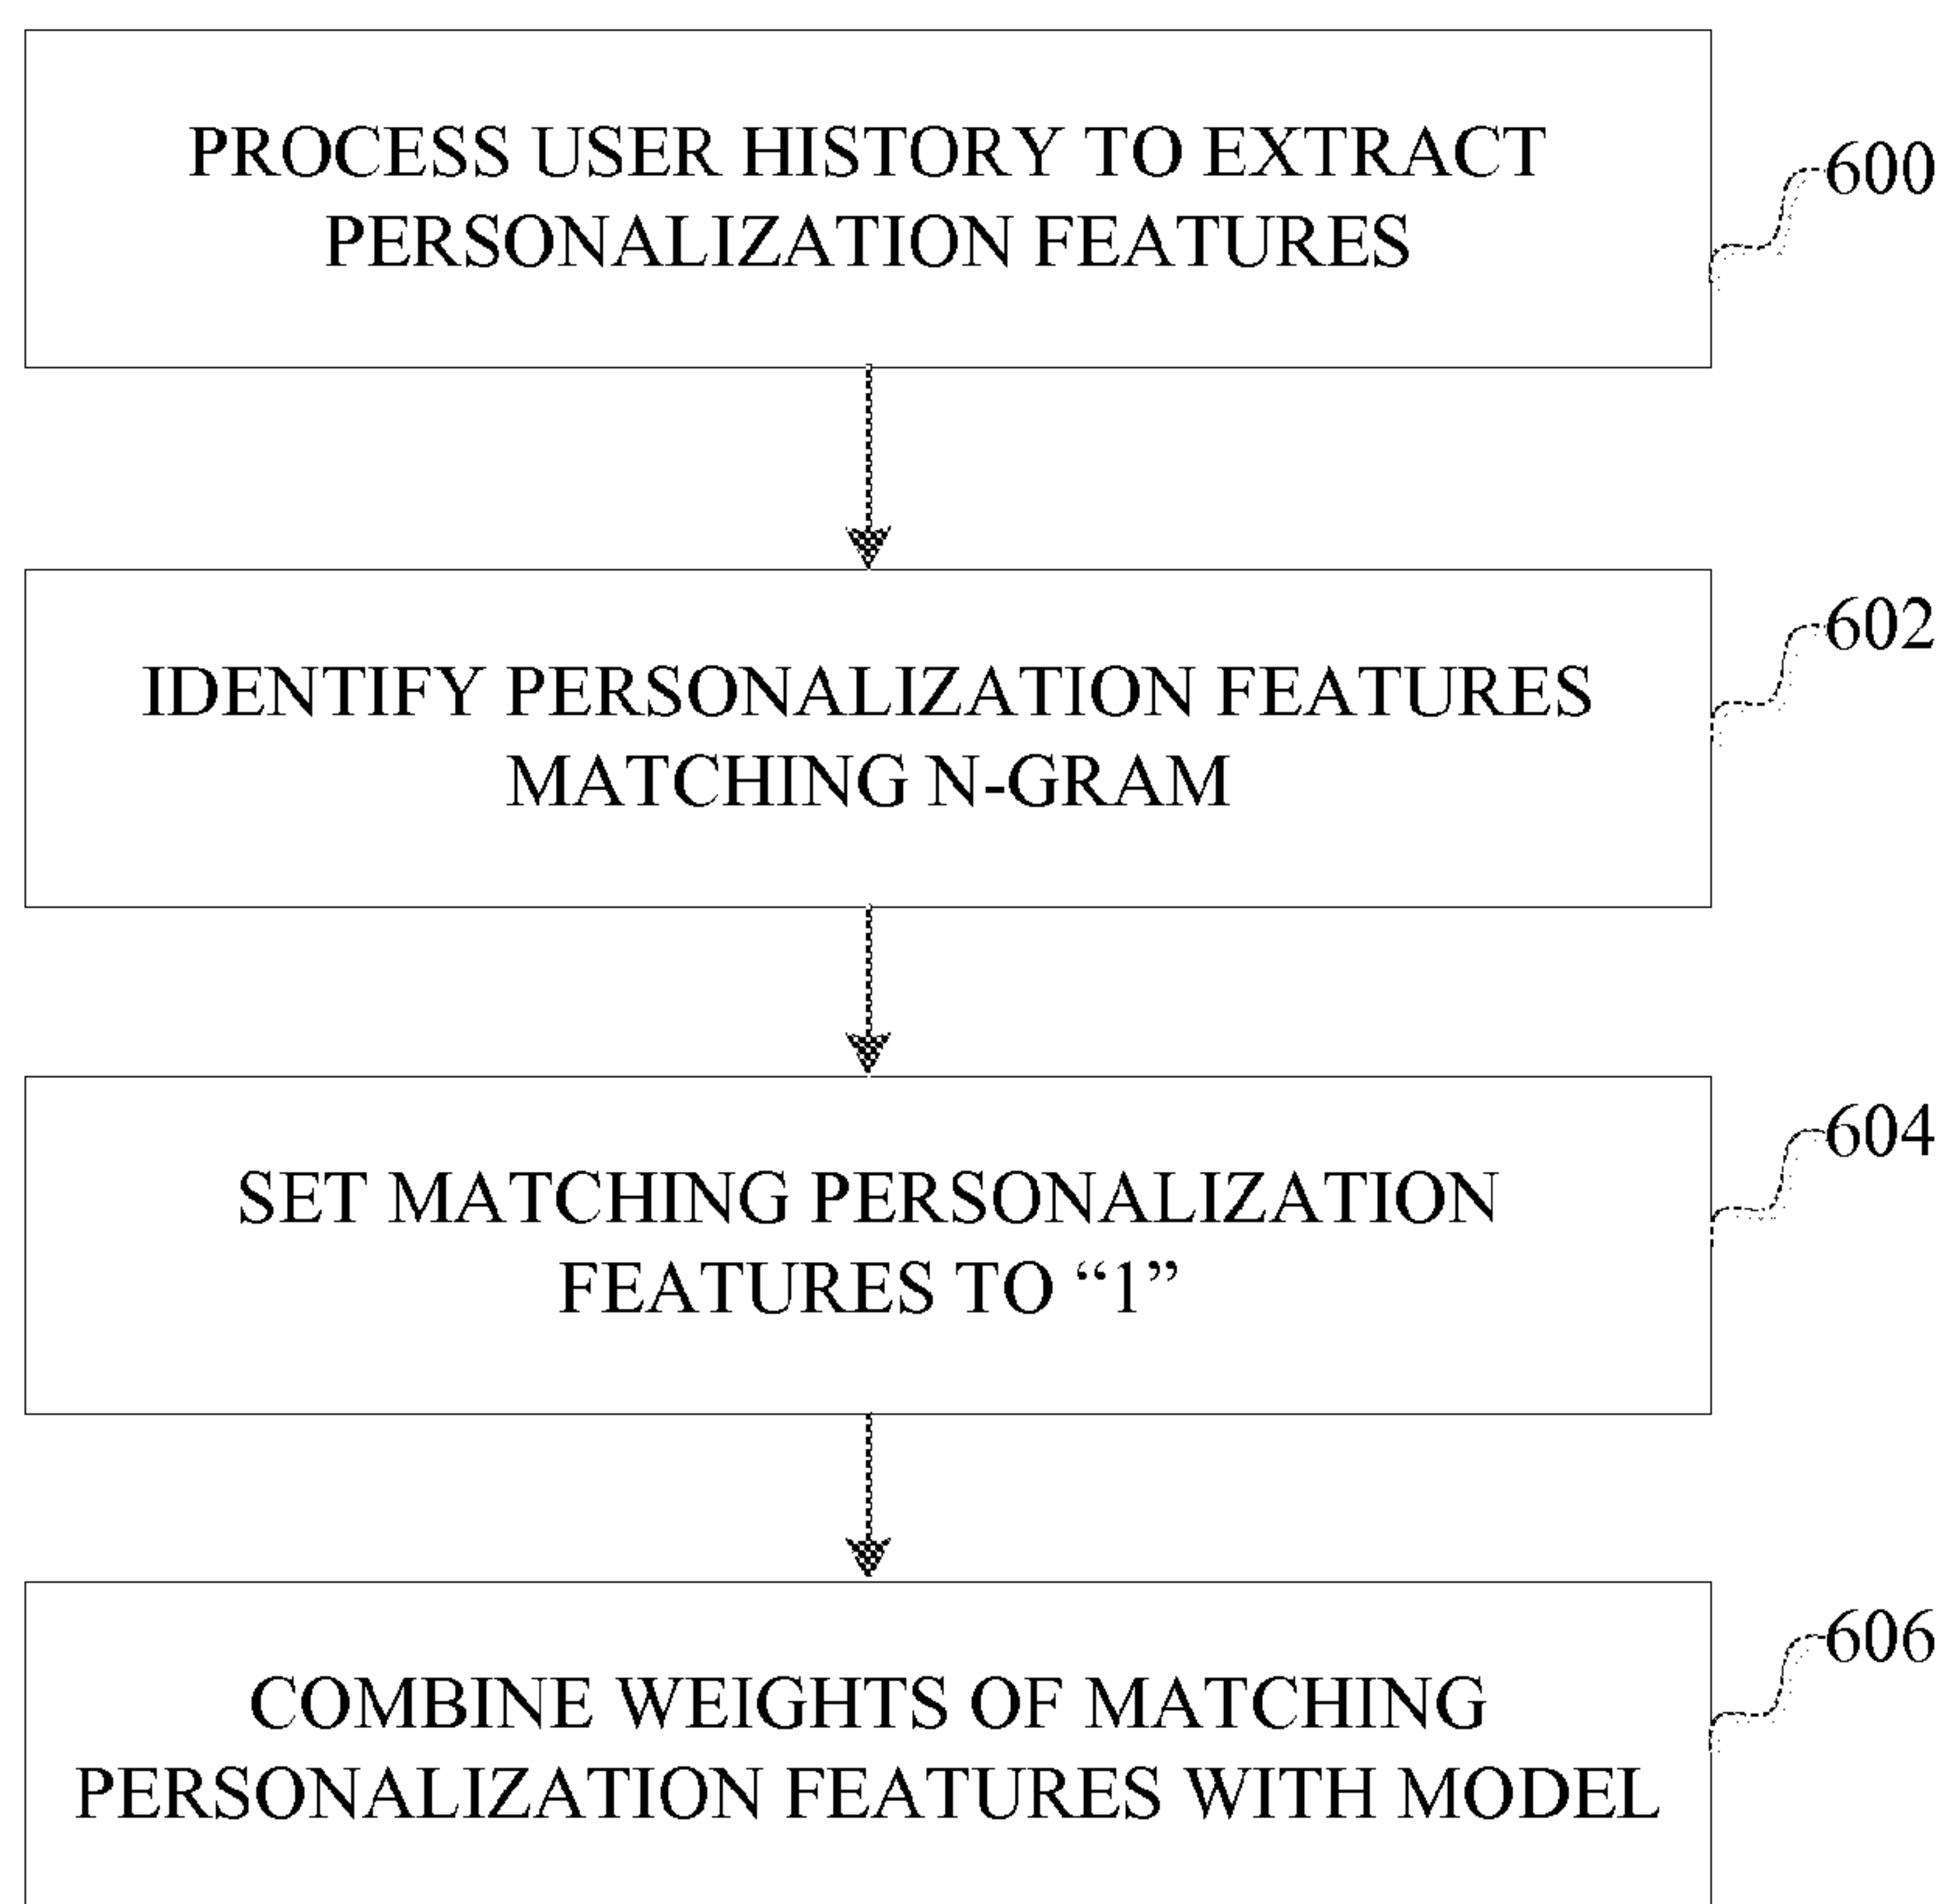 PROCESS USER HISTORY TO EXTRACT
PERSONALIZATION FEATURES
600
IDENTIFY PERSONALIZATION FEATURES
MATCHING N-GRAM
602
SET MATCHING PERSONALIZATION
FEATURES TO “1”
604
COMBINE WEIGHTS OF MATCHING
PERSONALIZATION FEATURES WITH MODEL
606